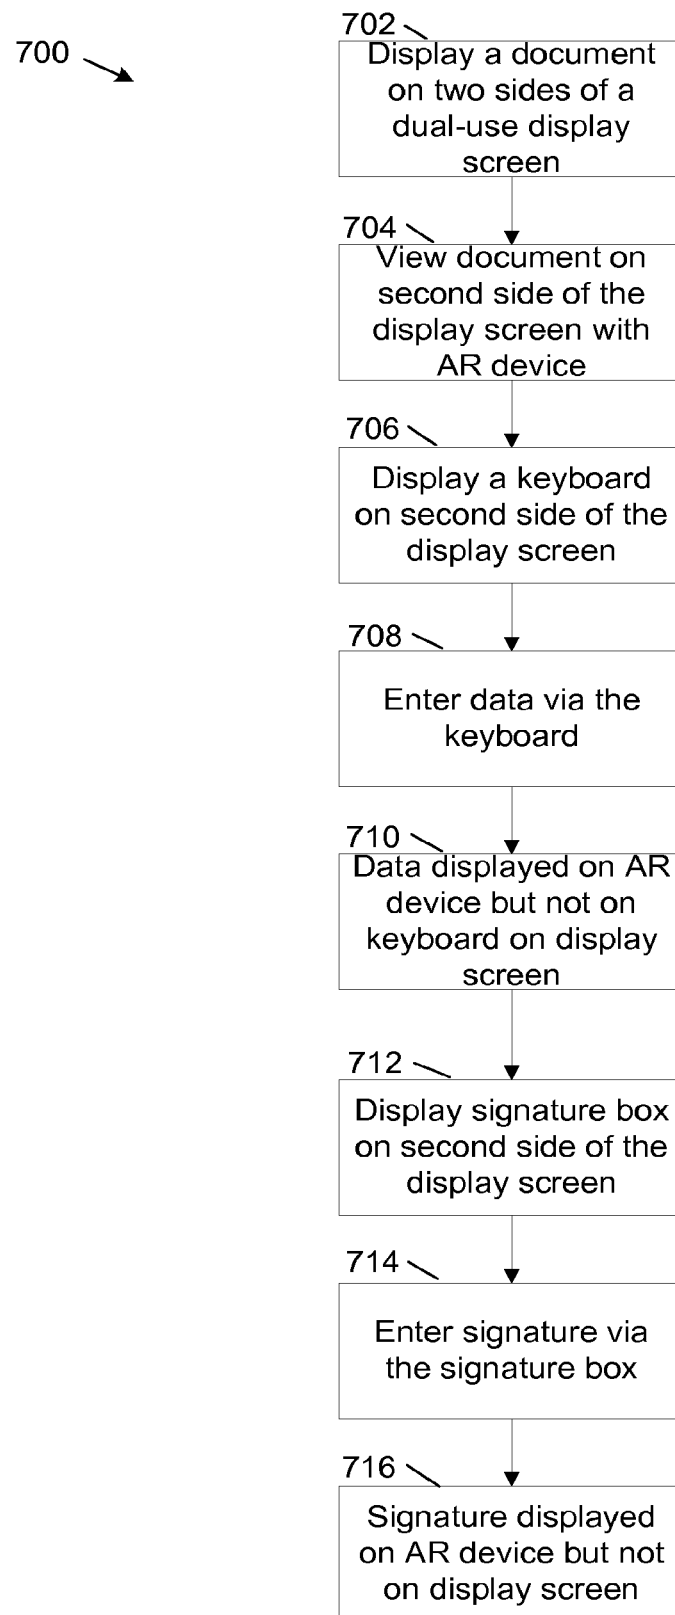 702
700
Display a document
on two sides of a
dual-use display
screen
704
View document on
second side of the
display screen with
AR device
706
Display a keyboard
on second side of the
display screen
708
Enter data via the
keyboard
710
Data displayed on AR
device but not on
keyboard on display
screen
712
Display signature box
on second side of the
display screen
714
Enter signature via
the signature box
716
Signature displayed
on AR device but not
on display screen